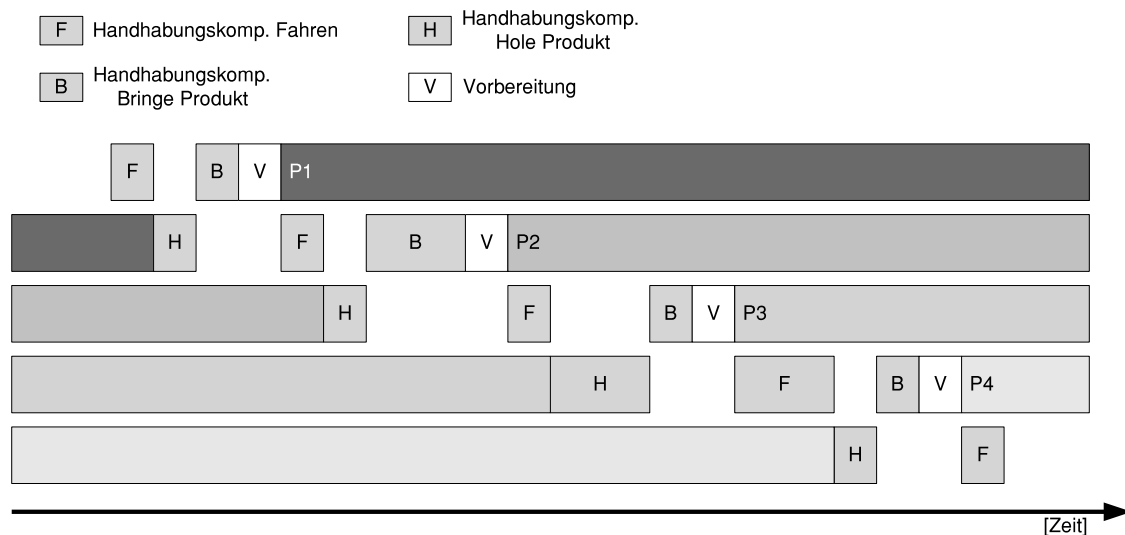 F Handhabungskomp. Fahren
H Handhabungskomp.
Hole Produkt
B Handhabungskomp.
Bringe Produkt
V Vorbereitung
F B V P1
H F B V P2
H F B V P3
H F B V P4
H F
[Zeit]